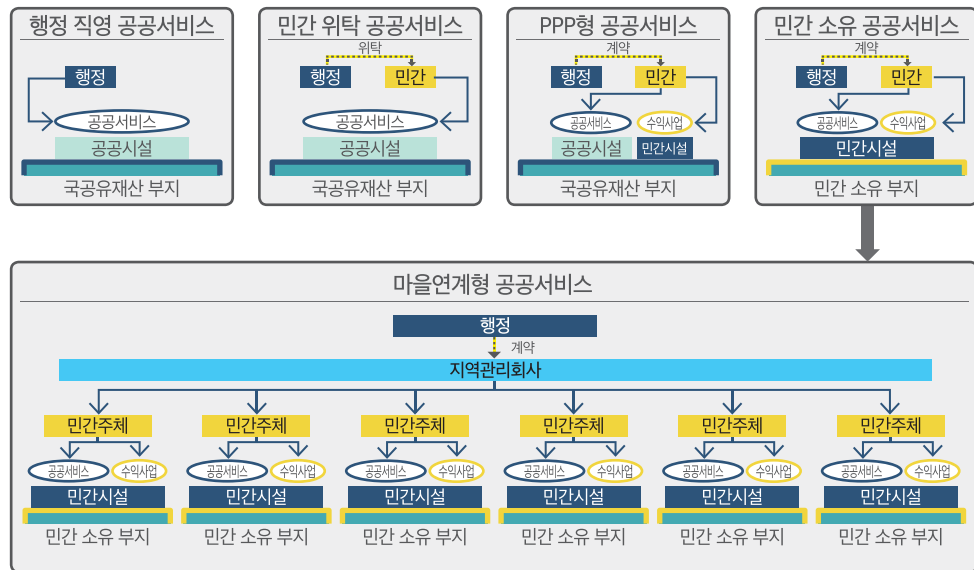 행정 직영 공공서비스
행정
공공서비스
공공시설
국공유재산 부지
민간 위탁 공공서비스
위탁
행정 민간
공공서비스
공공시설
국공유재산 부지
PPP형 공공서비스
계약
행정 민간
공공서비스 수익사업
공공시설 민간시설
국공유재산 부지
민간 소유 공공서비스
계약
행정 민간
공공서비스 수익사업
민간시설
민간 소유 부지
마을연계형 공공서비스
행정
계약
지역관리회사
민간주체 민간주체 민간주체 민간주체 민간주체 민간주체
공공서비스 수익사업 공공서비스 수익사업 공공서비스 수익사업 공공서비스 수익사업 공공서비스 수익사업 공공서비스 수익사업
민간시설 민간시설 민간시설 민간시설 민간시설 민간시설
민간 소유 부지 민간 소유 부지 민간 소유 부지 민간 소유 부지 민간 소유 부지 민간 소유 부지